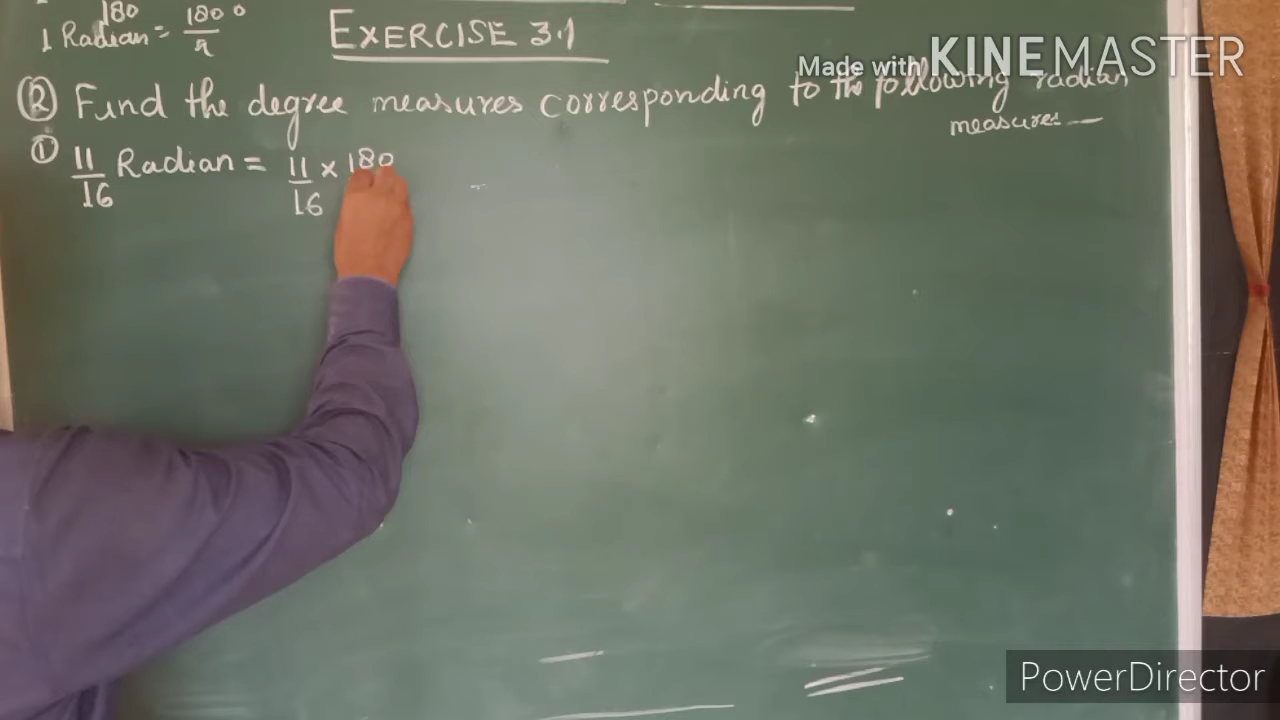 180
1 Radian = 180° / π
EXERCISE 3.1
Made with KINEMASTER
② Find the degree measures corresponding to the following radian
measures —
① 11/16 Radian = 11/16 × 180
PowerDirector